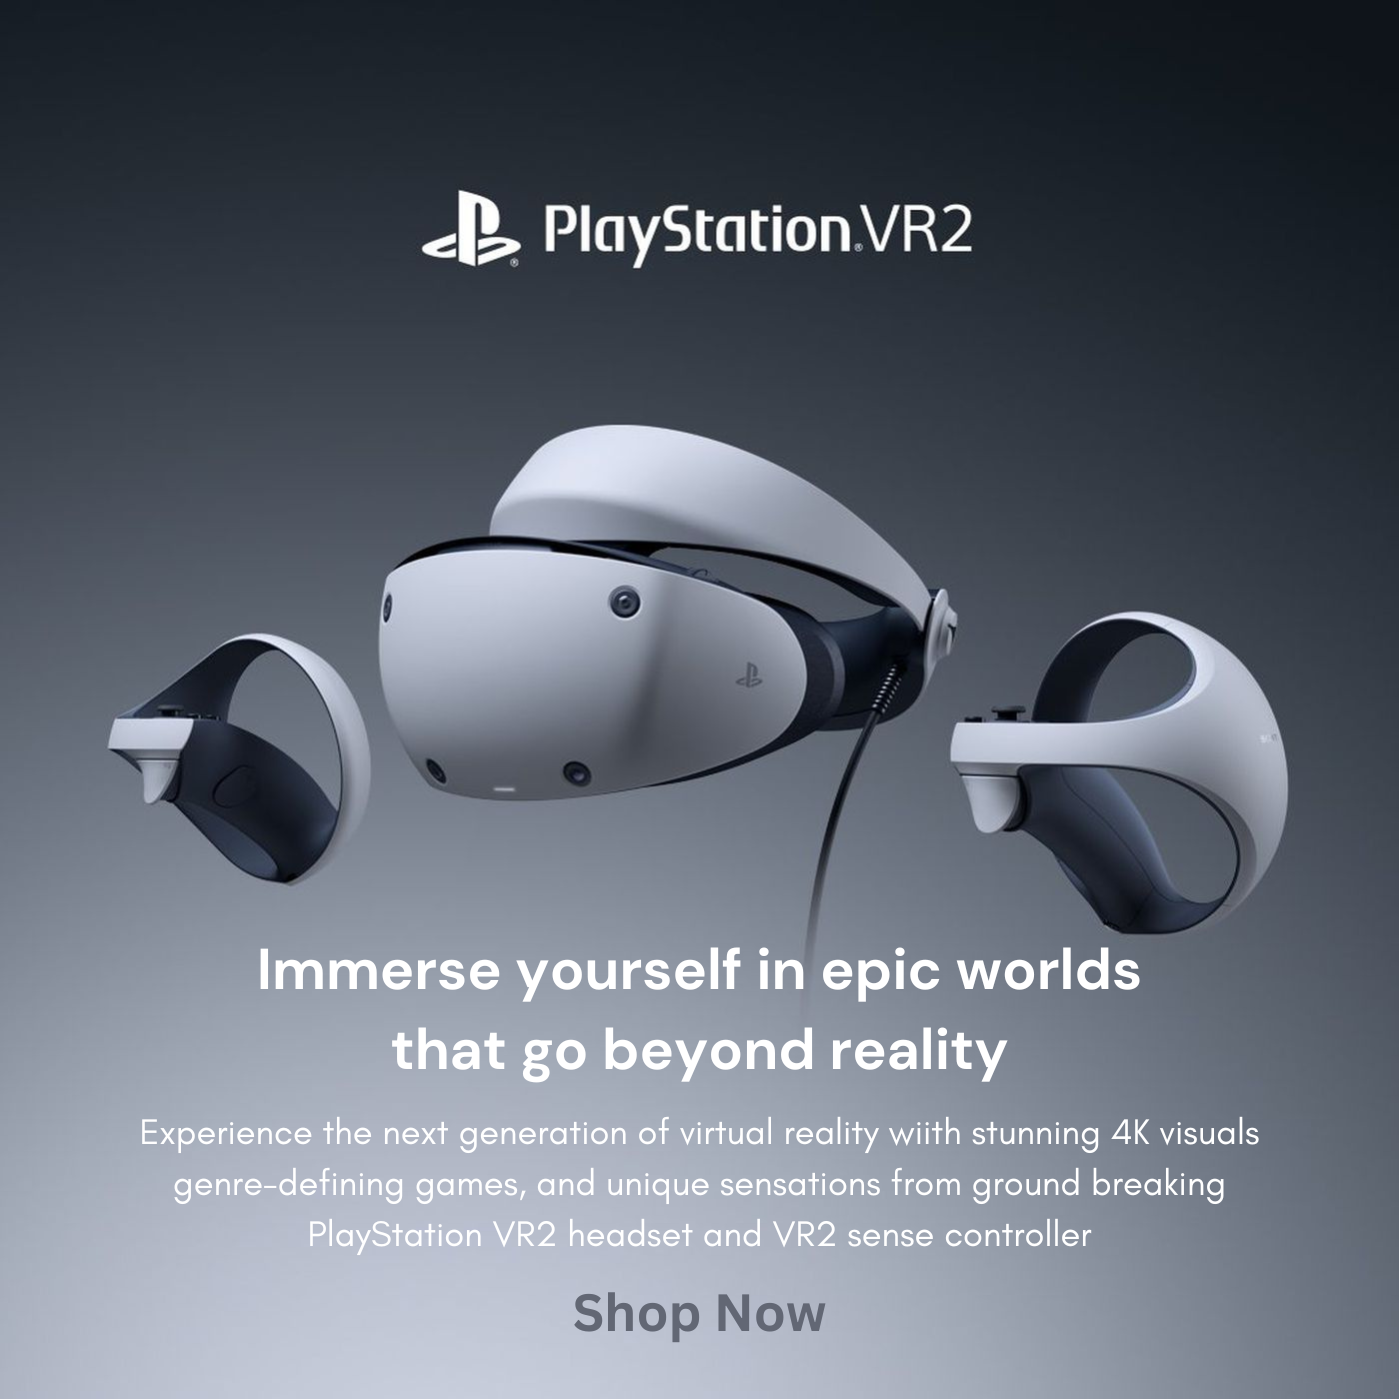 PlayStation®VR2
Immerse yourself in epic worlds
that go beyond reality
Experience the next generation of virtual reality wiith stunning 4K visuals
genre-defining games, and unique sensations from ground breaking
PlayStation VR2 headset and VR2 sense controller
Shop Now